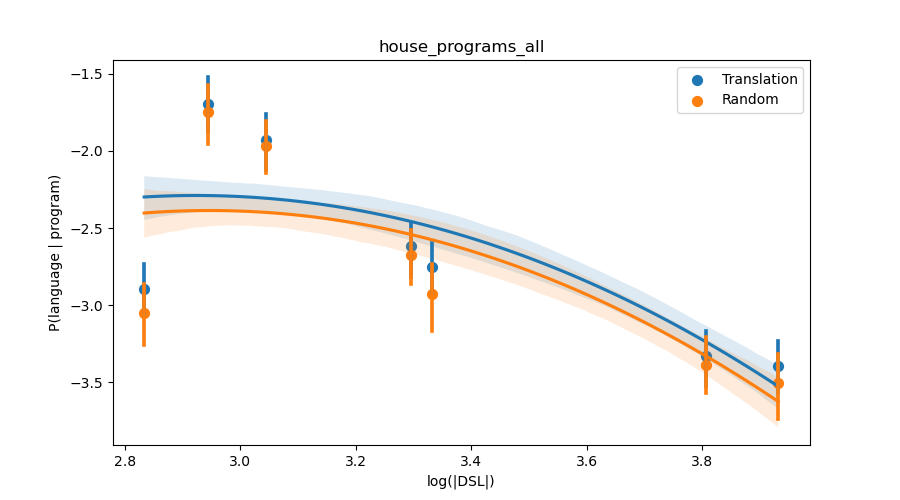 house_programs_all
Translation
Random
P(language | program)
−1.5
−2.0
−2.5
−3.0
−3.5
2.8 3.0 3.2 3.4 3.6 3.8
log(|DSL|)